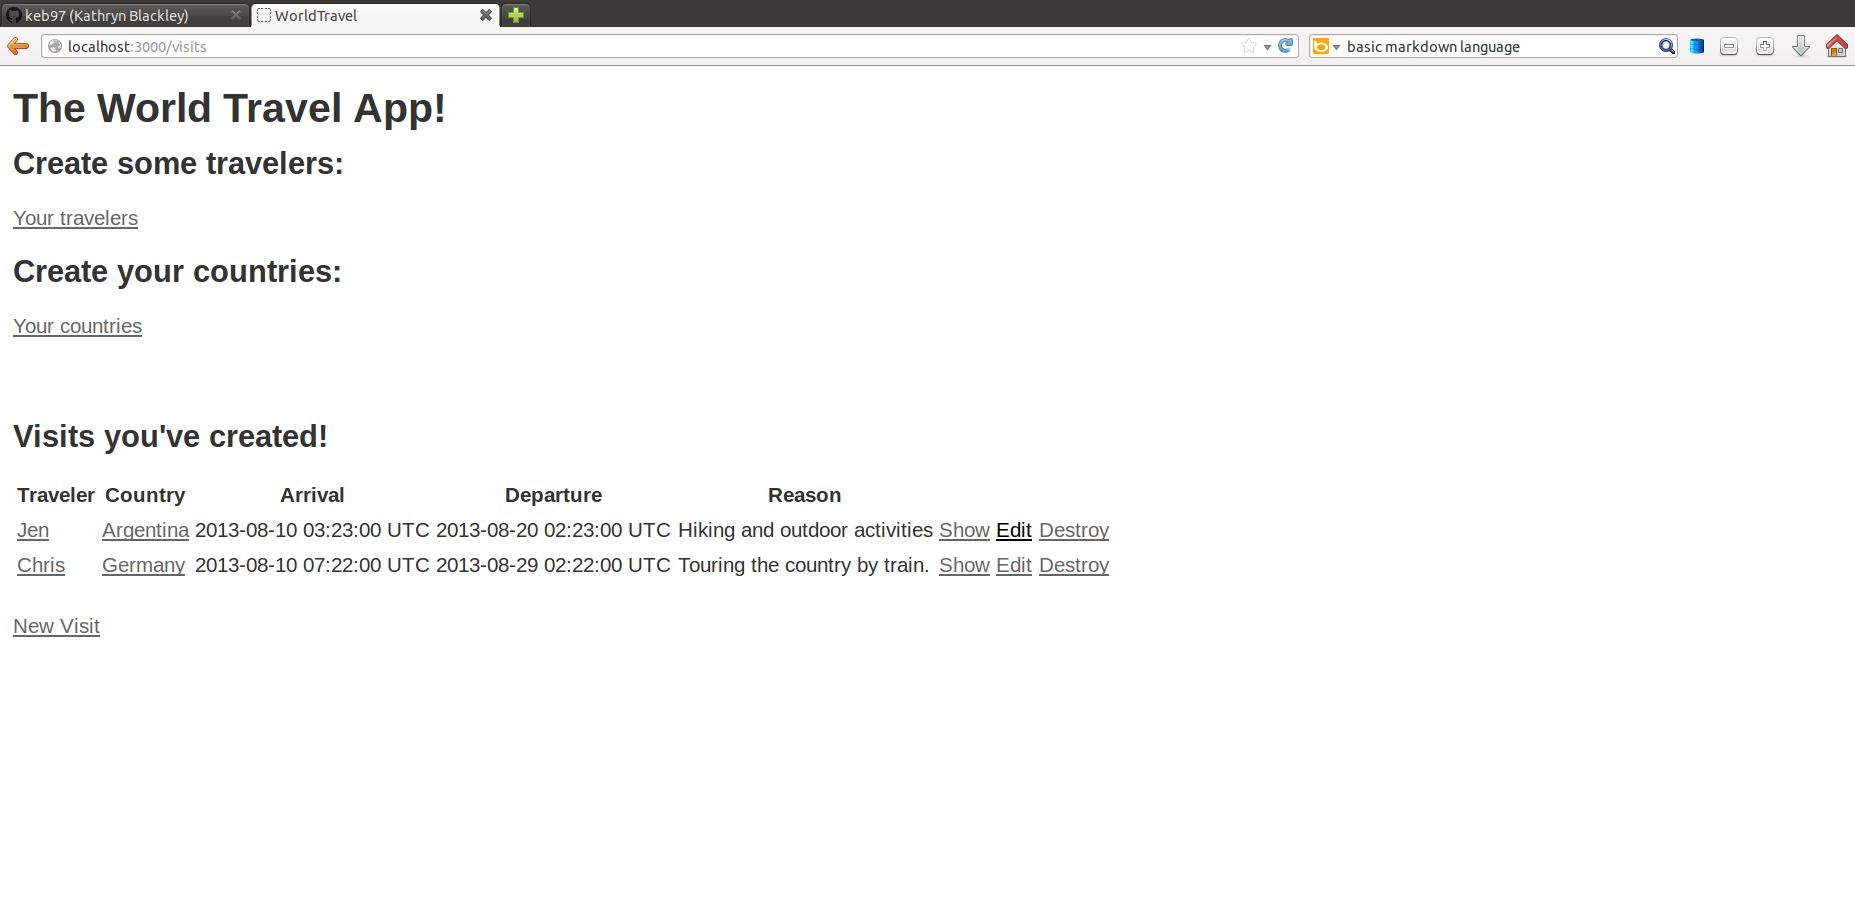 keb97 (Kathryn Blackley)
WorldTravel
localhost:3000/visits
basic markdown language
The World Travel App!
Create some travelers:
Your travelers
Create your countries:
Your countries
Visits you've created!
Traveler Country Arrival Departure Reason
Jen Argentina 2013-08-10 03:23:00 UTC 2013-08-20 02:23:00 UTC Hiking and outdoor activities Show Edit Destroy
Chris Germany 2013-08-10 07:22:00 UTC 2013-08-29 02:22:00 UTC Touring the country by train. Show Edit Destroy
New Visit